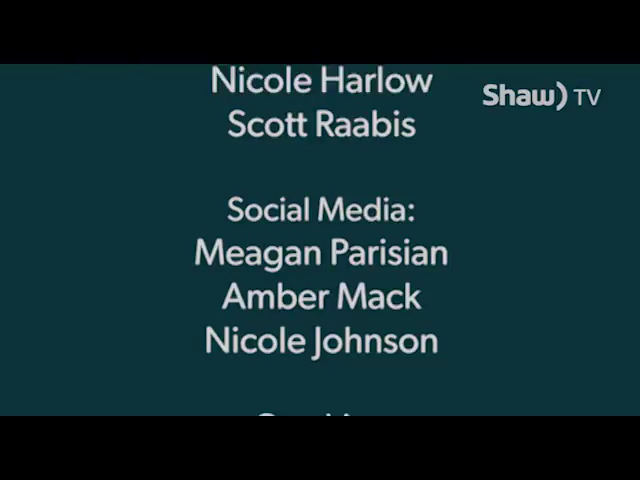 Nicole Harlow
Shaw) TV
Scott Raabis
Social Media:
Meagan Parisian
Amber Mack
Nicole Johnson